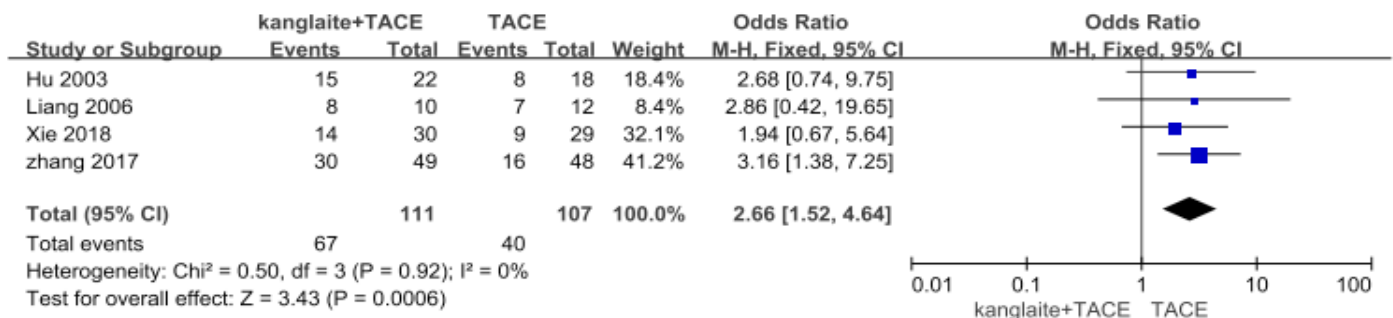 kanglaite+TACE TACE Odds Ratio Odds Ratio
Study or Subgroup Events Total Events Total Weight M-H, Fixed, 95% CI M-H, Fixed, 95% CI
Hu 2003 15 22 8 18 18.4% 2.68 [0.74, 9.75]
Liang 2006 8 10 7 12 8.4% 2.86 [0.42, 19.65]
Xie 2018 14 30 9 29 32.1% 1.94 [0.67, 5.64]
zhang 2017 30 49 16 48 41.2% 3.16 [1.38, 7.25]
Total (95% CI) 111 107 100.0% 2.66 [1.52, 4.64]
Total events 67 40
Heterogeneity: Chi² = 0.50, df = 3 (P = 0.92); I² = 0%
Test for overall effect: Z = 3.43 (P = 0.0006)
0.01 0.1 1 10 100
kanglaite+TACE TACE